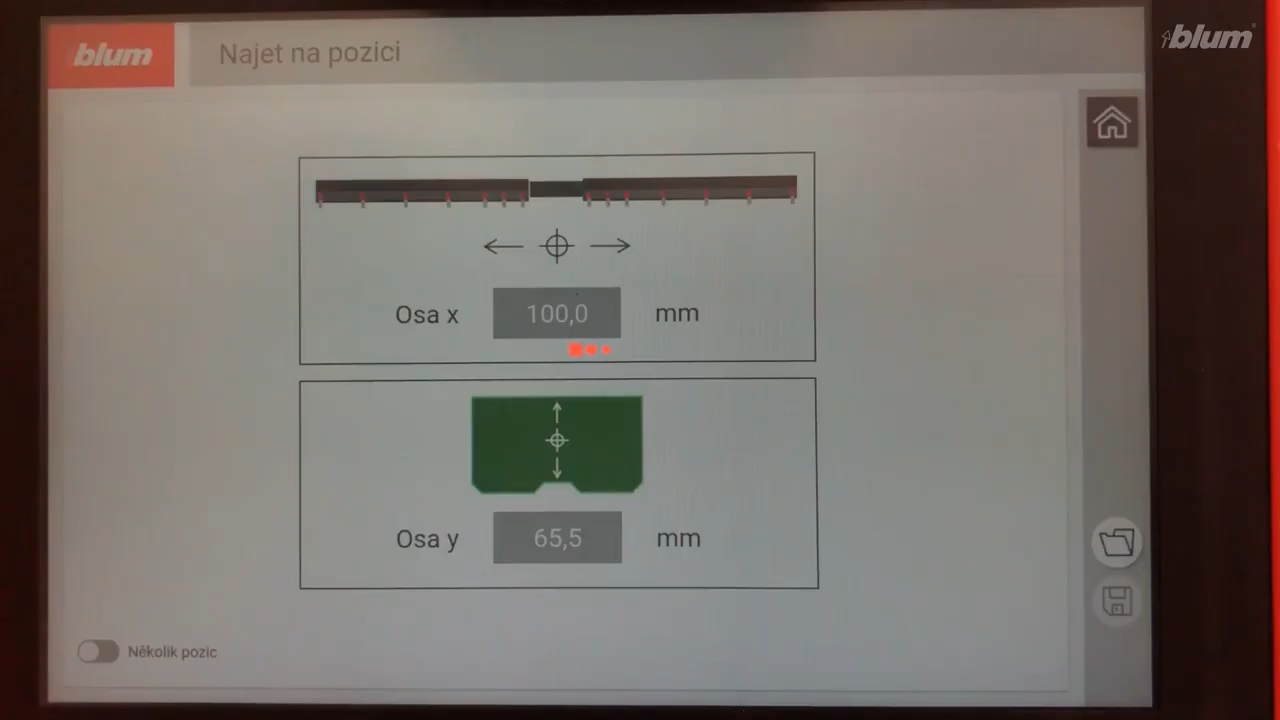 blum
Najet na pozici
blum
Osa x 100,0 mm
Osa y 65,5 mm
Několik pozic